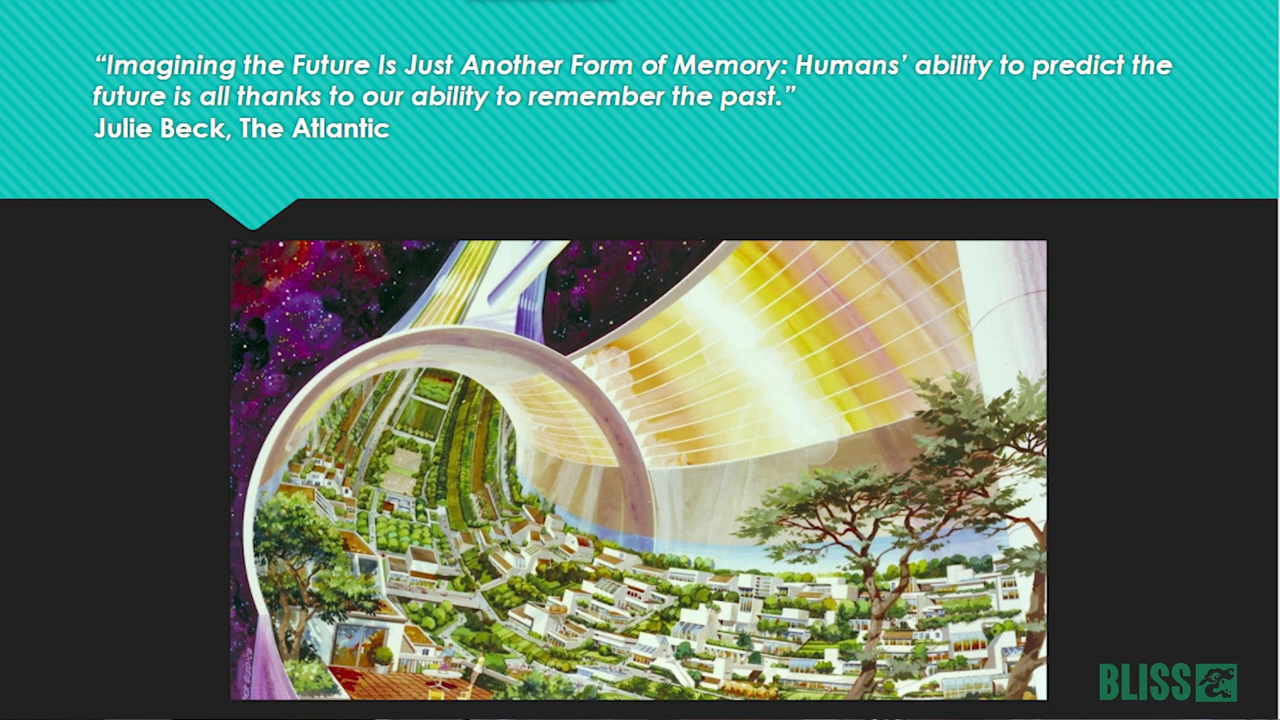 “Imagining the Future Is Just Another Form of Memory: Humans’ ability to predict the
future is all thanks to our ability to remember the past.”
Julie Beck, The Atlantic
BLISS